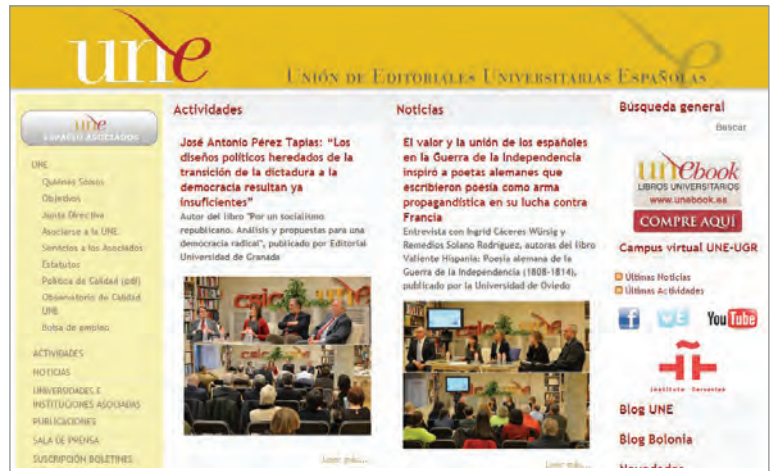 une
UNIÓN DE EDITORIALES UNIVERSITARIAS ESPAÑOLAS
une
ESPACIO ASOCIADOS
UNE
Quiénes Somos
Objetivos
Junta Directiva
Asociarse a la UNE
Servicios a los Asociados
Estatutos
Política de Calidad (pdf)
Observatorio de Calidad
UNE
Bolsa de empleo
ACTIVIDADES
NOTICIAS
UNIVERSIDADES E
INSTITUCIONES ASOCIADAS
PUBLICACIONES
SALA DE PRENSA
SUSCRIPCIÓN BOLETINES
Actividades
José Antonio Pérez Tapias: “Los
diseños políticos heredados de la
transición de la dictadura a la
democracia resultan ya
insuficientes”
Autor del libro "Por un socialismo
republicano. Análisis y propuestas para una
democracia radical", publicado por Editorial
Universidad de Granada
csic une
csic
Leer más...
Noticias
El valor y la unión de los españoles
en la Guerra de la Independencia
inspiró a poetas alemanes que
escribieron poesía como arma
propagandística en su lucha contra
Francia
Entrevista con Ingrid Cáceres Würsig y
Remedios Solano Rodríguez, autoras del libro
Valiente Hispania: Poesía alemana de la
Guerra de la Independencia (1808-1814),
publicado por la Universidad de Oviedo
csic
Leer más...
Búsqueda general
Buscar
unebook
LIBROS UNIVERSITARIOS
www.unebook.es
COMPRE AQUÍ
Campus virtual UNE-UGR
Últimas Noticias
Últimas Actividades
f
You Tube
Instituto Cervantes
Blog UNE
Blog Bolonia
Novedades